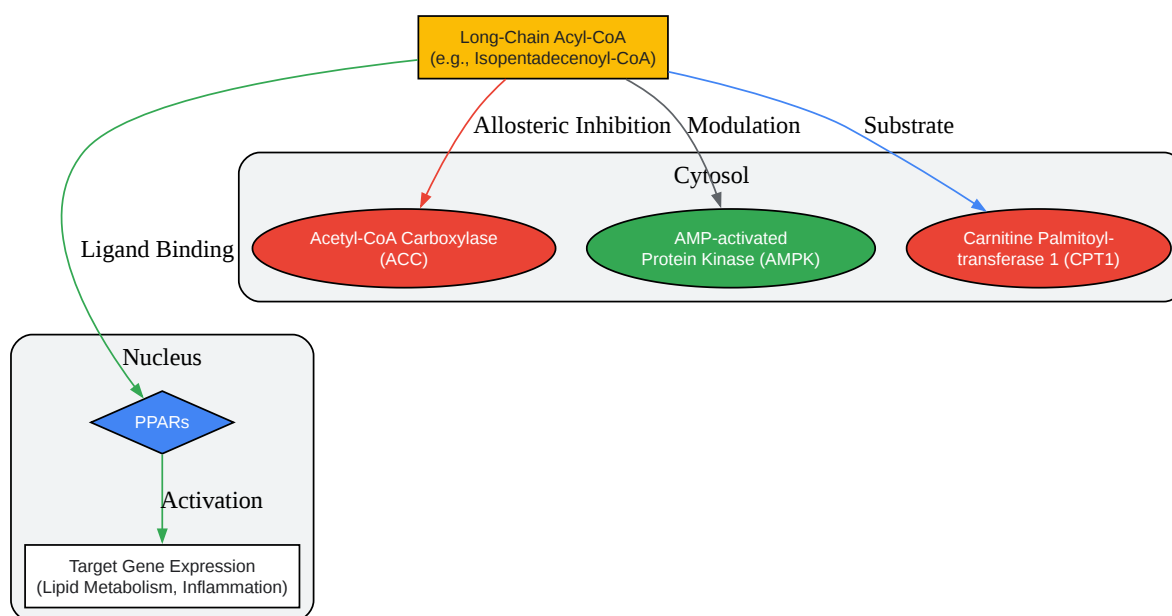 Long-Chain Acyl-CoA
(e.g., Isopentadecenoyl-CoA)
Allosteric Inhibition
Modulation
Substrate
Cytosol
Acetyl-CoA Carboxylase
(ACC)
AMP-activated
Protein Kinase (AMPK)
Carnitine Palmitoyl-
transferase 1 (CPT1)
Ligand Binding
Nucleus
PPARs
Activation
Target Gene Expression
(Lipid Metabolism, Inflammation)